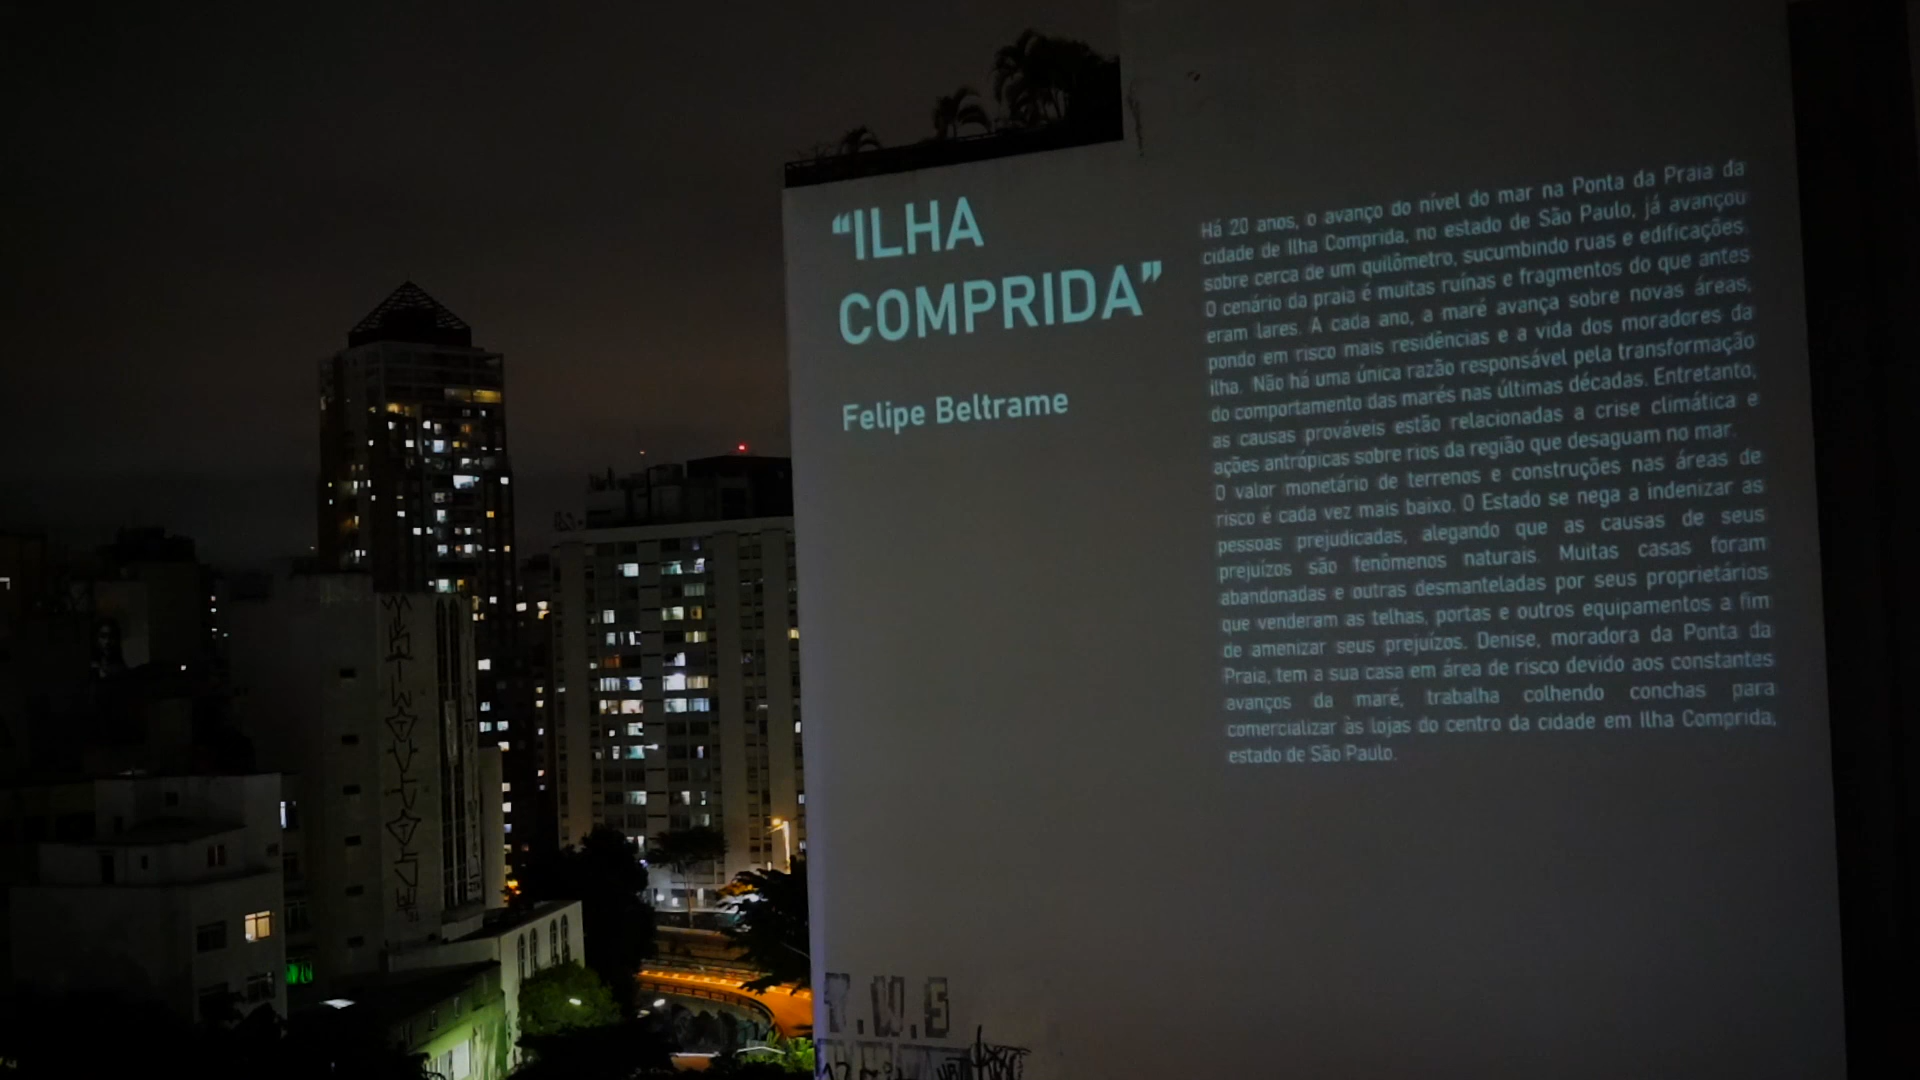 “ILHA
COMPRIDA”
Felipe Beltrame
Há 20 anos, o avanço do nível do mar na Ponta da Praia da
cidade de Ilha Comprida, no estado de São Paulo, já avançou
sobre cerca de um quilômetro, sucumbindo ruas e edificações.
O cenário da praia é muitas ruínas e fragmentos do que antes
eram lares. A cada ano, a maré avança sobre novas áreas,
pondo em risco mais residências e a vida dos moradores da
ilha. Não há uma única razão responsável pela transformação
do comportamento das marés nas últimas décadas. Entretanto,
as causas prováveis estão relacionadas a crise climática e
ações antrópicas sobre rios da região que desaguam no mar.
O valor monetário de terrenos e construções nas áreas de
risco é cada vez mais baixo. O Estado se nega a indenizar as
pessoas prejudicadas, alegando que as causas de seus
prejuízos são fenômenos naturais. Muitas casas foram
abandonadas e outras desmanteladas por seus proprietários
que venderam as telhas, portas e outros equipamentos a fim
de amenizar seus prejuízos. Denise, moradora da Ponta da
Praia, tem a sua casa em área de risco devido aos constantes
avanços da maré, trabalha colhendo conchas para
comercializar às lojas do centro da cidade em Ilha Comprida,
estado de São Paulo.
T.W.S